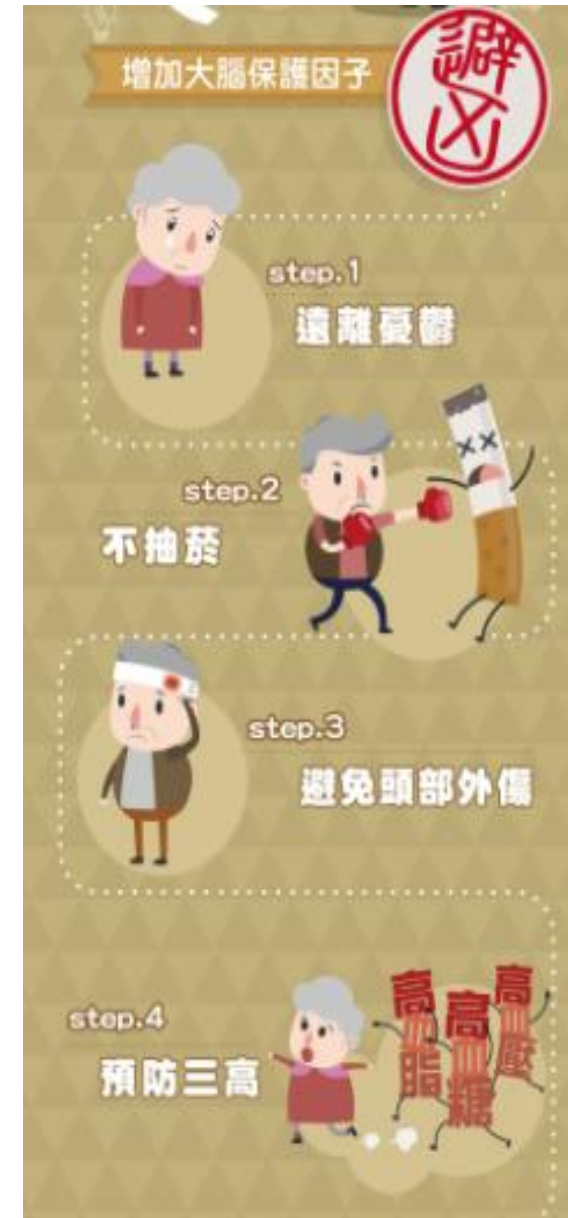 增加大腦保護因子
避凶
step.1
遠離憂鬱
step.2
不抽菸
step.3
避免頭部外傷
step.4
預防三高
高血脂
高血糖
高血壓